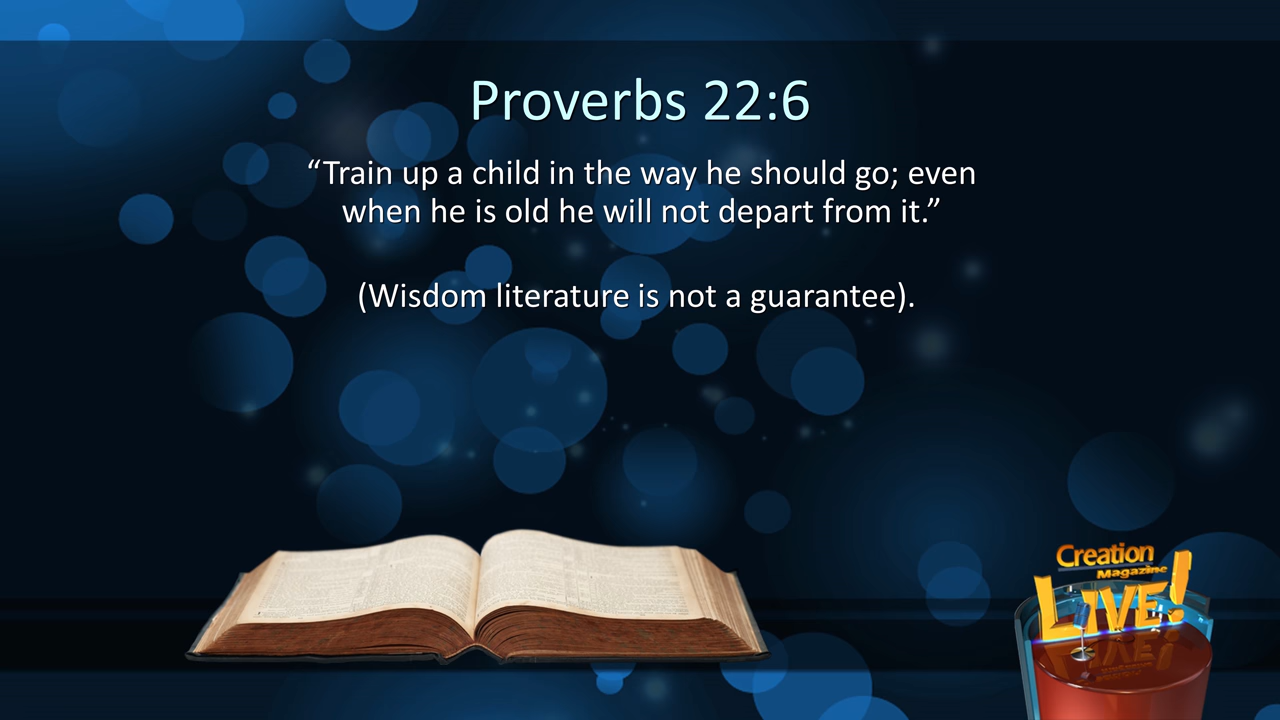 Proverbs 22:6
“Train up a child in the way he should go; even
when he is old he will not depart from it.”
(Wisdom literature is not a guarantee).
Creation
Magazine
LIVE!